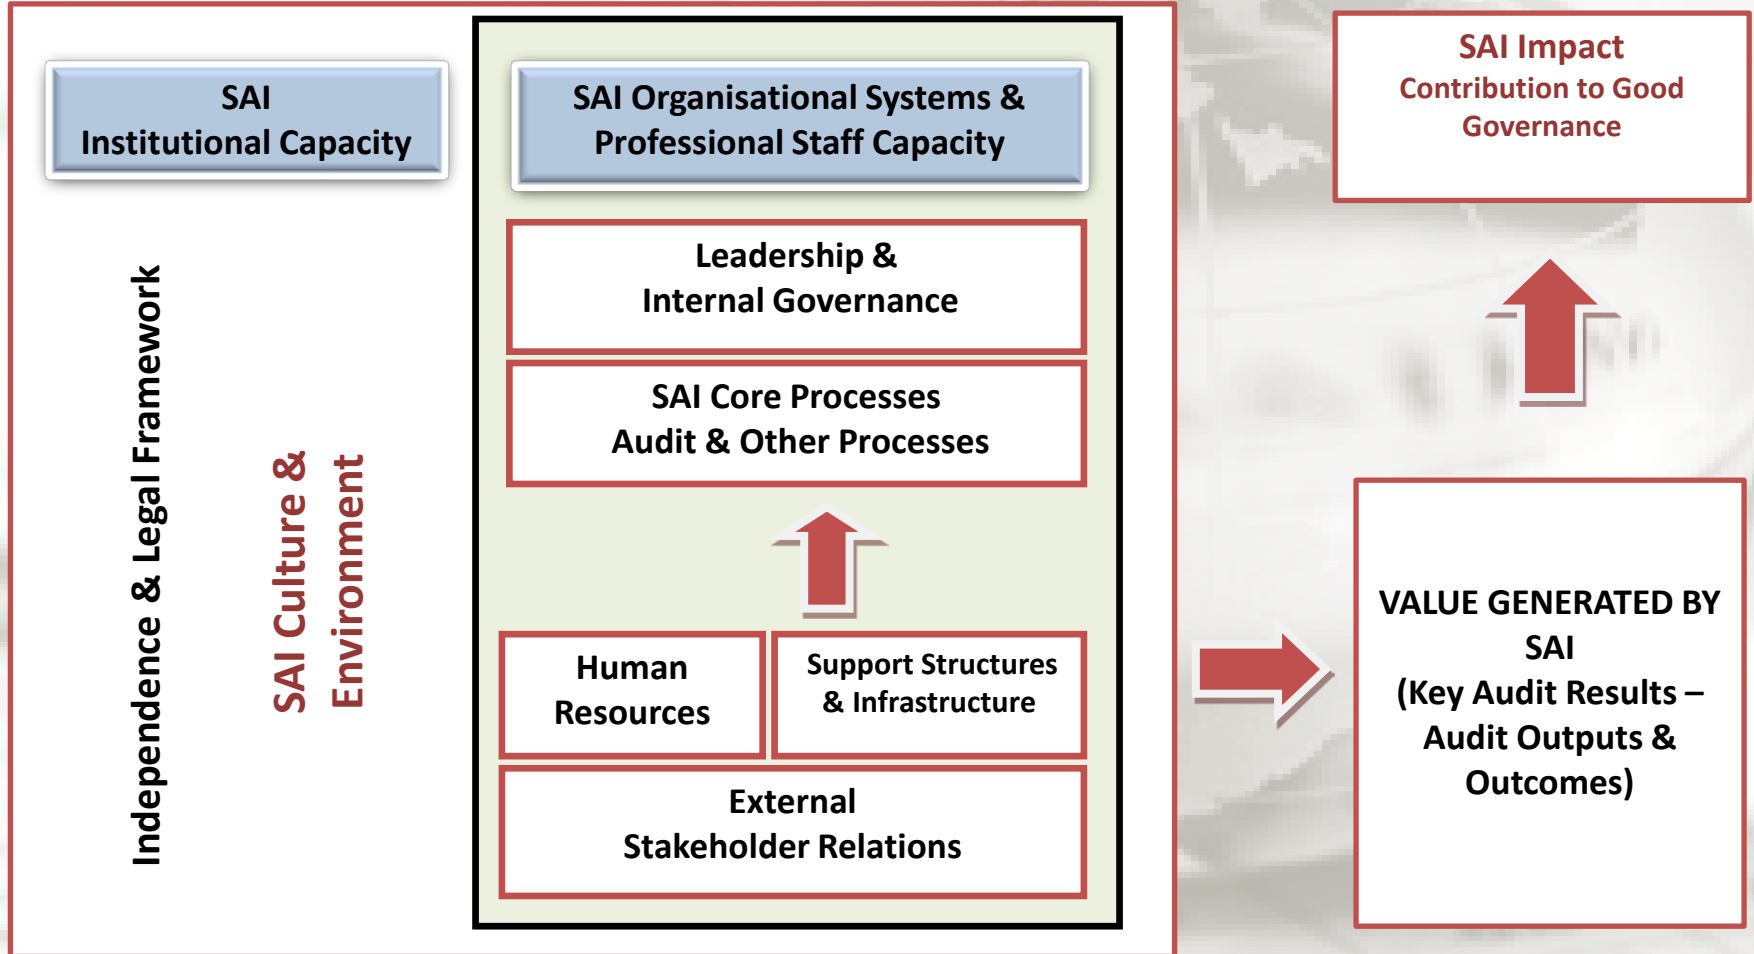 SAI
Institutional Capacity
Independence & Legal Framework
SAI Culture &
Environment
SAI Organisational Systems &
Professional Staff Capacity
Leadership &
Internal Governance
SAI Core Processes
Audit & Other Processes
Human
Resources
Support Structures
& Infrastructure
External
Stakeholder Relations
SAI Impact
Contribution to Good
Governance
VALUE GENERATED BY
SAI
(Key Audit Results –
Audit Outputs &
Outcomes)